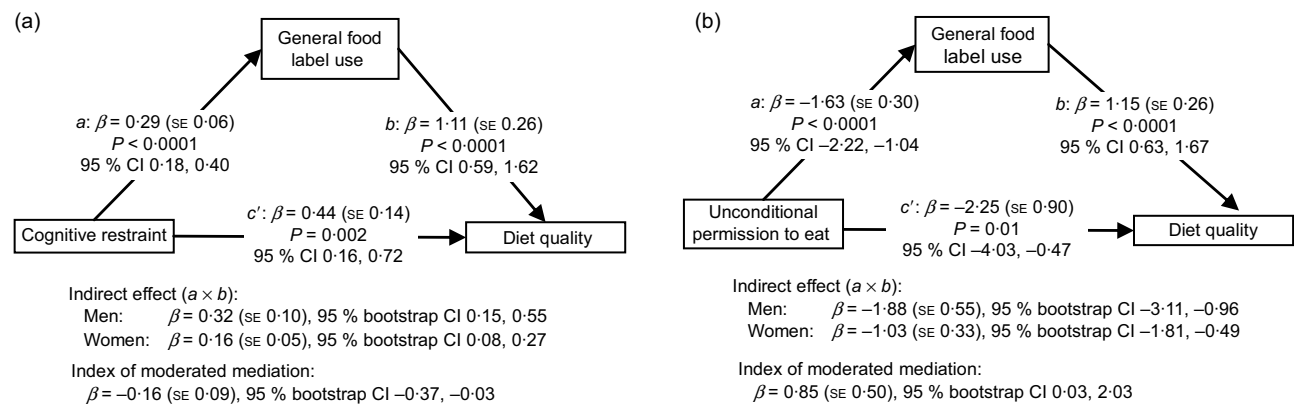 (a)
General food
label use
a: β = 0·29 (SE 0·06)
P < 0·0001
95 % CI 0·18, 0·40
b: β = 1·11 (SE 0.26)
P < 0·0001
95 % CI 0·59, 1·62
Cognitive restraint
c′: β = 0·44 (SE 0·14)
P = 0·002
95 % CI 0·16, 0·72
Diet quality
Indirect effect (a × b):
Men: β = 0·32 (SE 0·10), 95 % bootstrap CI 0·15, 0·55
Women: β = 0·16 (SE 0·05), 95 % bootstrap CI 0·08, 0·27
Index of moderated mediation:
β = –0·16 (SE 0·09), 95 % bootstrap CI –0·37, –0·03
(b)
General food
label use
a: β = –1·63 (SE 0·30)
P < 0·0001
95 % CI –2·22, –1·04
b: β = 1·15 (SE 0·26)
P < 0·0001
95 % CI 0·63, 1·67
Unconditional
permission to eat
c′: β = –2·25 (SE 0·90)
P = 0·01
95 % CI –4·03, –0·47
Diet quality
Indirect effect (a × b):
Men: β = –1·88 (SE 0·55), 95 % bootstrap CI –3·11, –0·96
Women: β = –1·03 (SE 0·33), 95 % bootstrap CI –1·81, –0·49
Index of moderated mediation:
β = 0·85 (SE 0·50), 95 % bootstrap CI 0·03, 2·03